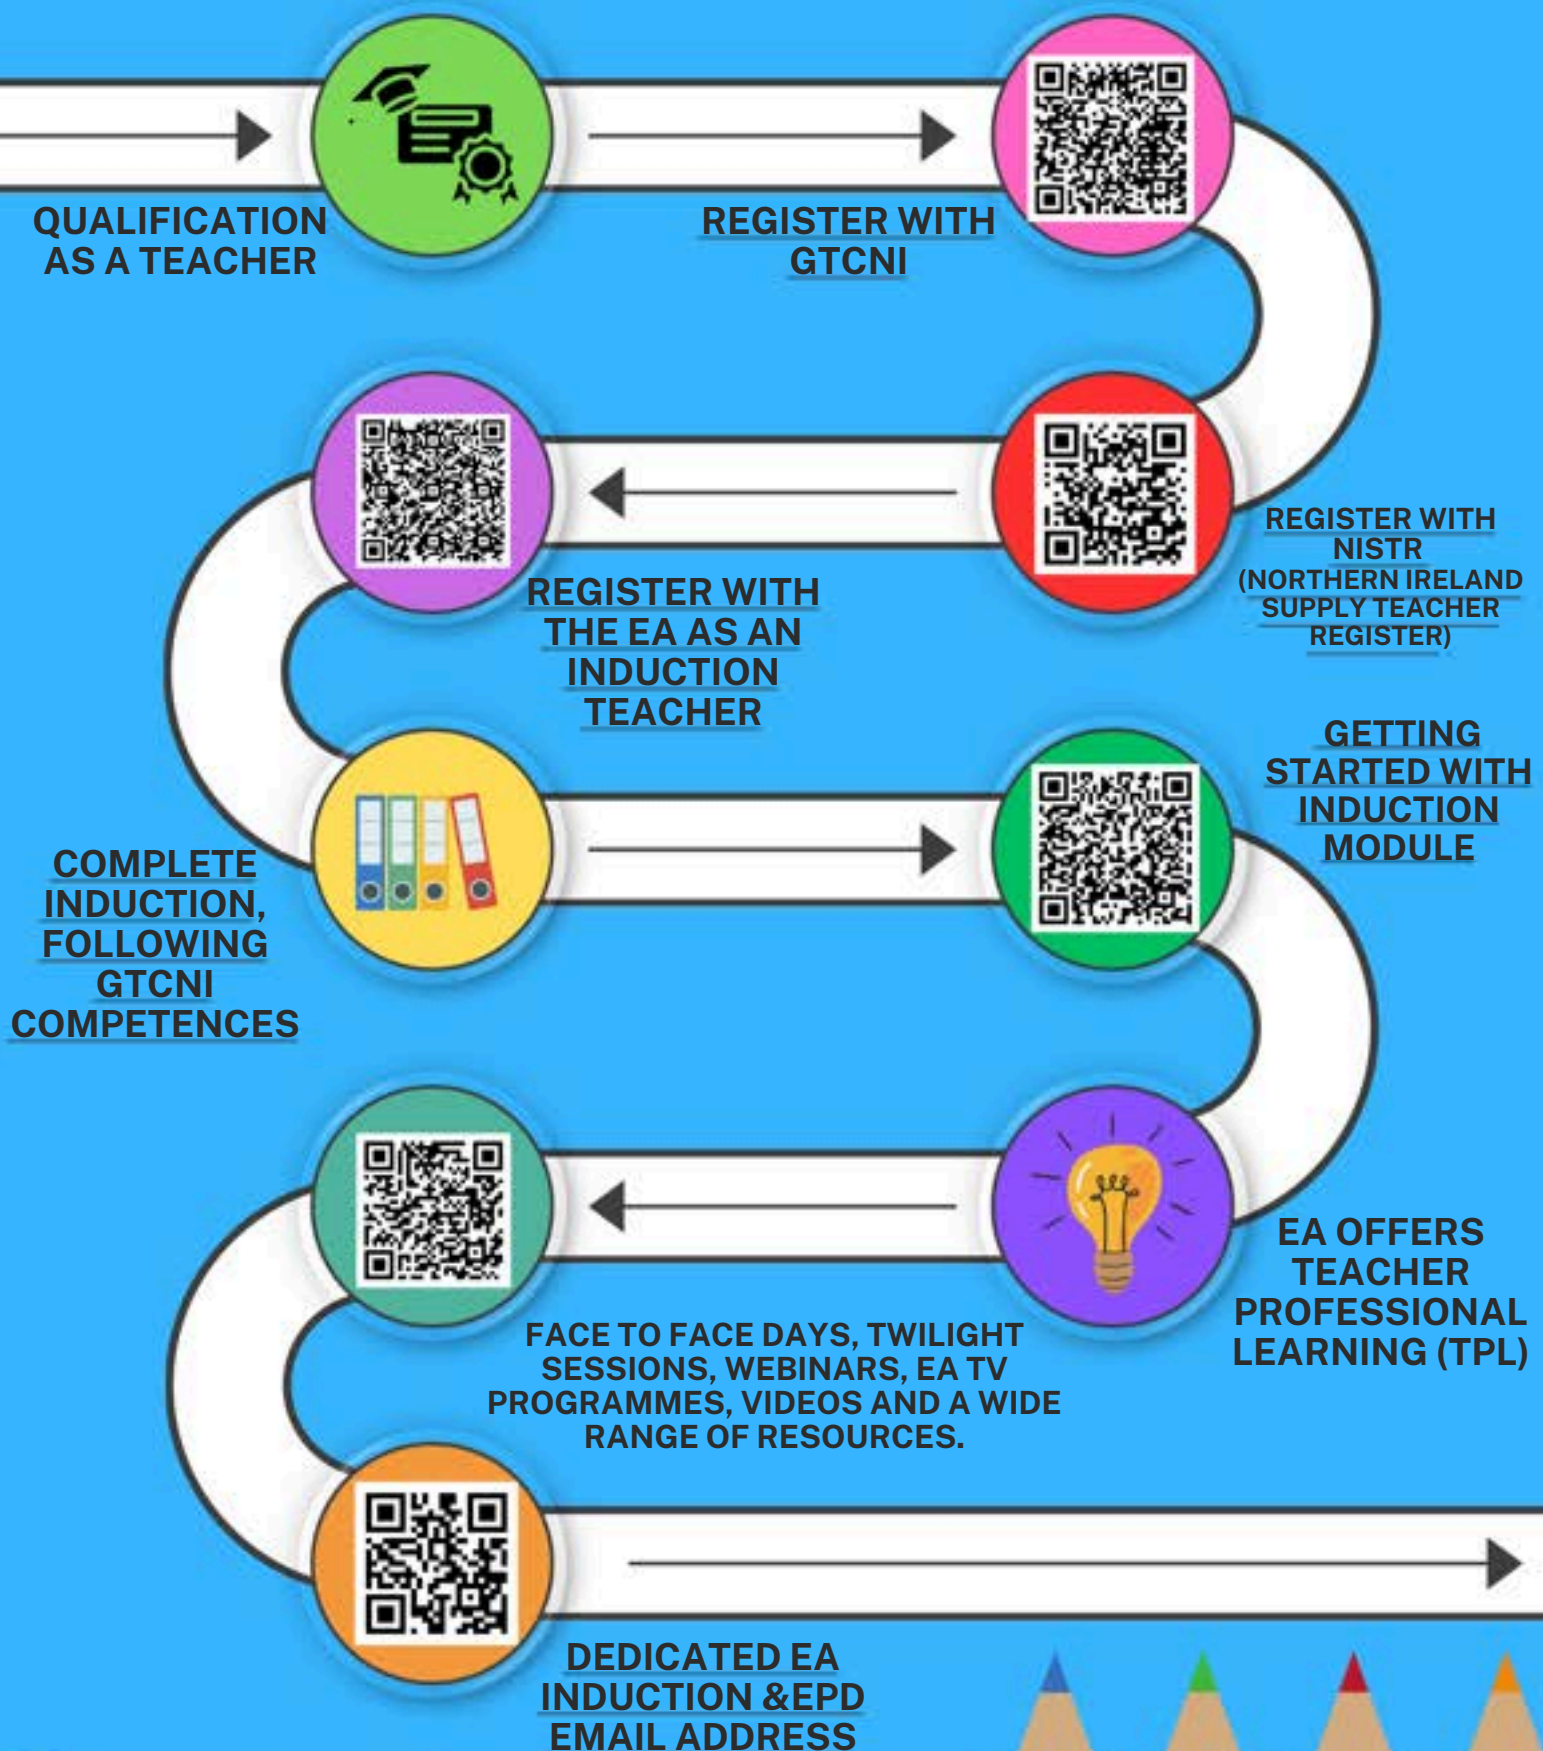 QUALIFICATION
AS A TEACHER
REGISTER WITH
GTCNI
REGISTER WITH
NISTR
(NORTHERN IRELAND
SUPPLY TEACHER
REGISTER)
REGISTER WITH
THE EA AS AN
INDUCTION
TEACHER
COMPLETE
INDUCTION,
FOLLOWING
GTCNI
COMPETENCES
GETTING
STARTED WITH
INDUCTION
MODULE
EA OFFERS
TEACHER
PROFESSIONAL
LEARNING (TPL)
FACE TO FACE DAYS, TWILIGHT
SESSIONS, WEBINARS, EA TV
PROGRAMMES, VIDEOS AND A WIDE
RANGE OF RESOURCES.
DEDICATED EA
INDUCTION &EPD
EMAIL ADDRESS